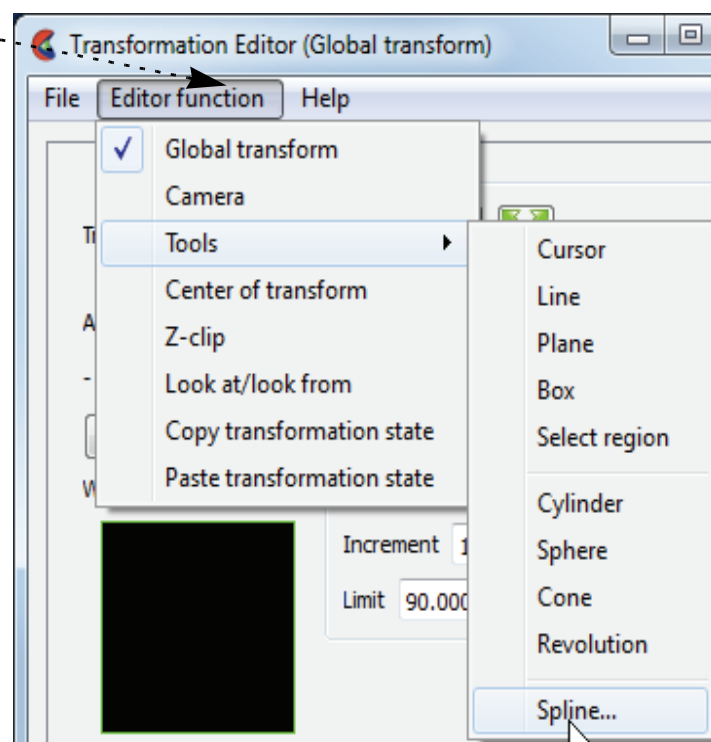 Transformation Editor (Global transform)
File Editor function Help
Global transform
Camera
Tools
Center of transform
Z-clip
Look at/look from
Copy transformation state
Paste transformation state
Cursor
Line
Plane
Box
Select region
Cylinder
Sphere
Cone
Revolution
Spline...
Increment
Limit 90.000